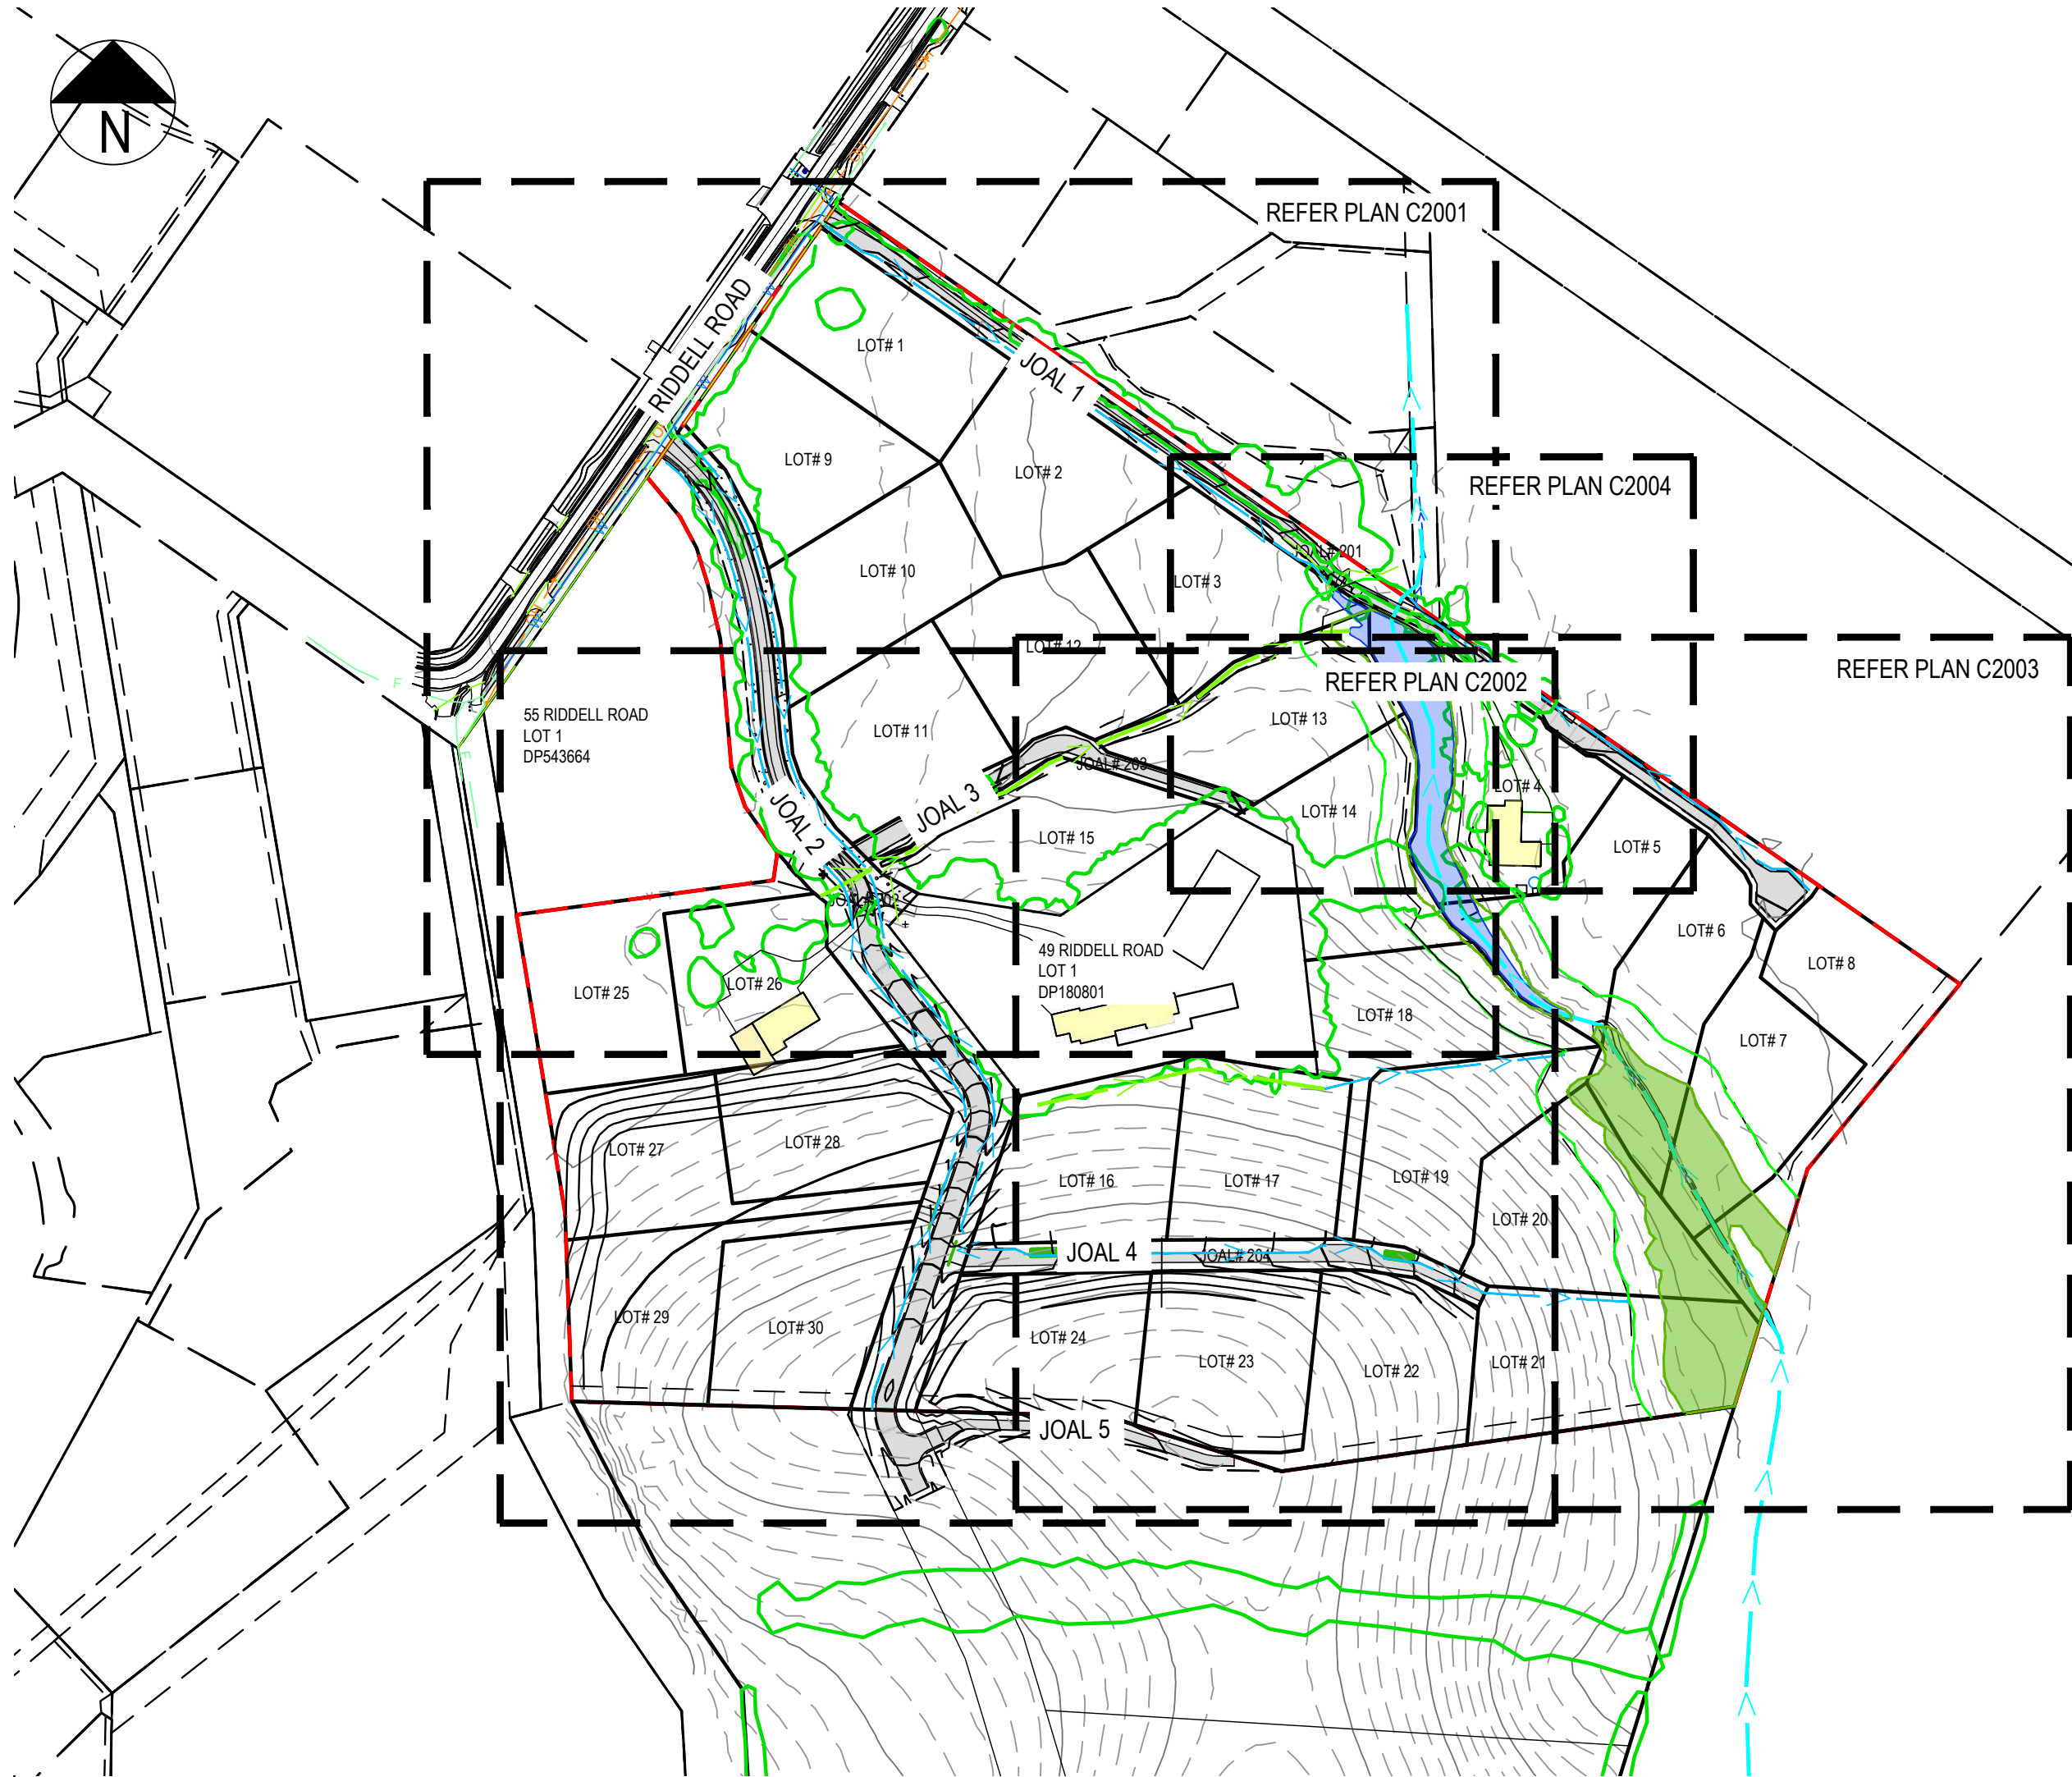 N
REFER PLAN C2001
RIDDELL ROAD
LOT# 1
JOAL 1
LOT# 9
LOT# 2
REFER PLAN C2004
JOAL# 201
LOT# 10
LOT# 3
LOT# 12
REFER PLAN C2003
REFER PLAN C2002
55 RIDDELL ROAD
LOT 1
DP543664
LOT# 13
LOT# 11
JOAL# 203
F
F
LOT# 4
JOAL 3
JOAL 2
LOT# 14
LOT# 15
LOT# 5
LOT# 6
49 RIDDELL ROAD
LOT 1
DP180801
LOT# 8
LOT# 26
LOT# 25
LOT# 18
LOT# 7
LOT# 28
LOT# 27
LOT# 19
LOT# 16
LOT# 17
LOT# 20
JOAL 4
JOAL# 204
LOT# 29
LOT# 30
LOT# 24
LOT# 23
LOT# 21
LOT# 22
JOAL 5